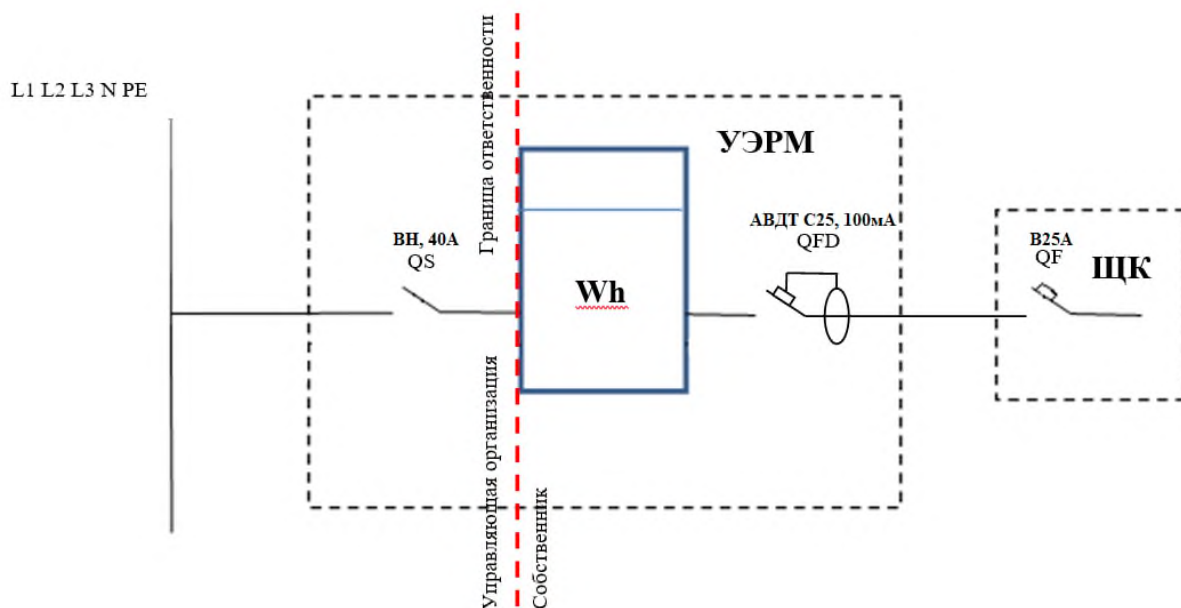 L1 L2 L3 N PE
Граница ответственности
УЭРМ
ВН, 40А
QS
Wh
АВДТ С25, 100мА
QFD
В25А
QF
ЩК
Управляющая организация
Собственник